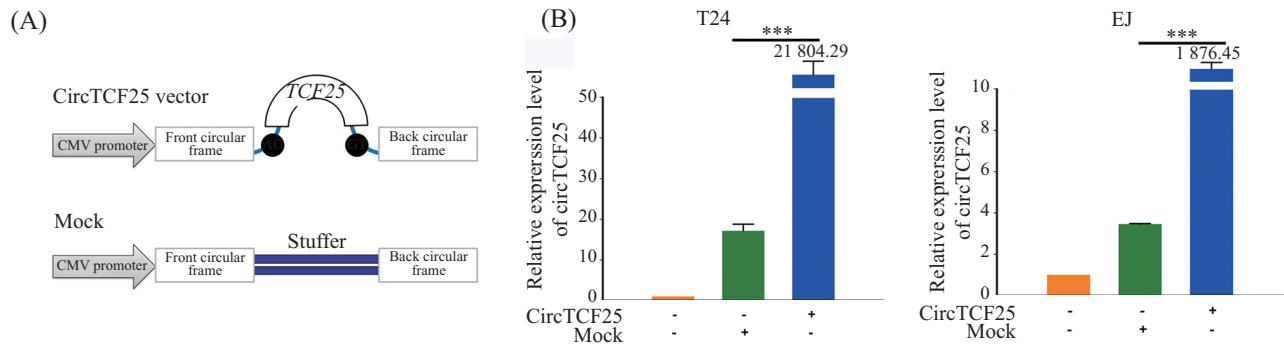 (A)
CircTCF25 vector
TCF25
CMV promoter
Front circular
frame
AG
GT
Back circular
frame
Mock
Stuffer
CMV promoter
Front circular
frame
Back circular
frame
(B)
T24
***
21 804.29
Relative experssion level
of circTCF25
50
40
30
20
10
0
CircTCF25 - - +
Mock - +
EJ
***
1 876.45
Relative experssion level
of circTCF25
10
8
6
4
2
0
CircTCF25 - - +
Mock - +